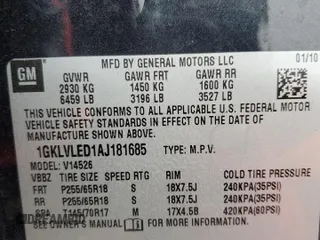 GM
MFD BY GENERAL MOTORS LLC
01/10
GVWR GAWR FRT GAWR RR
2930 KG 1450 KG 1600 KG
6459 LB 3196 LB 3527 LB
THIS VEHICLE CONFORMS TO ALL APPLICABLE U.S. FEDERAL MOTOR
VEHICLE SAFETY STANDARDS IN EFFECT ON THE DATE OF
MANUFACTURE SHOWN ABOVE.
1GKLVLED1AJ181685 TYPE: M.P.V.
MODEL: V14526
VBBZ TIRE SIZE SPEED RTG RIM COLD TIRE PRESSURE
FRT P255/65R18 S 18X7.5J 240KPA(35PSI)
RR P255/65R18 S 18X7.5J 240KPA(35PSI)
SPA M 17X4.5B 420KPA(60PSI)